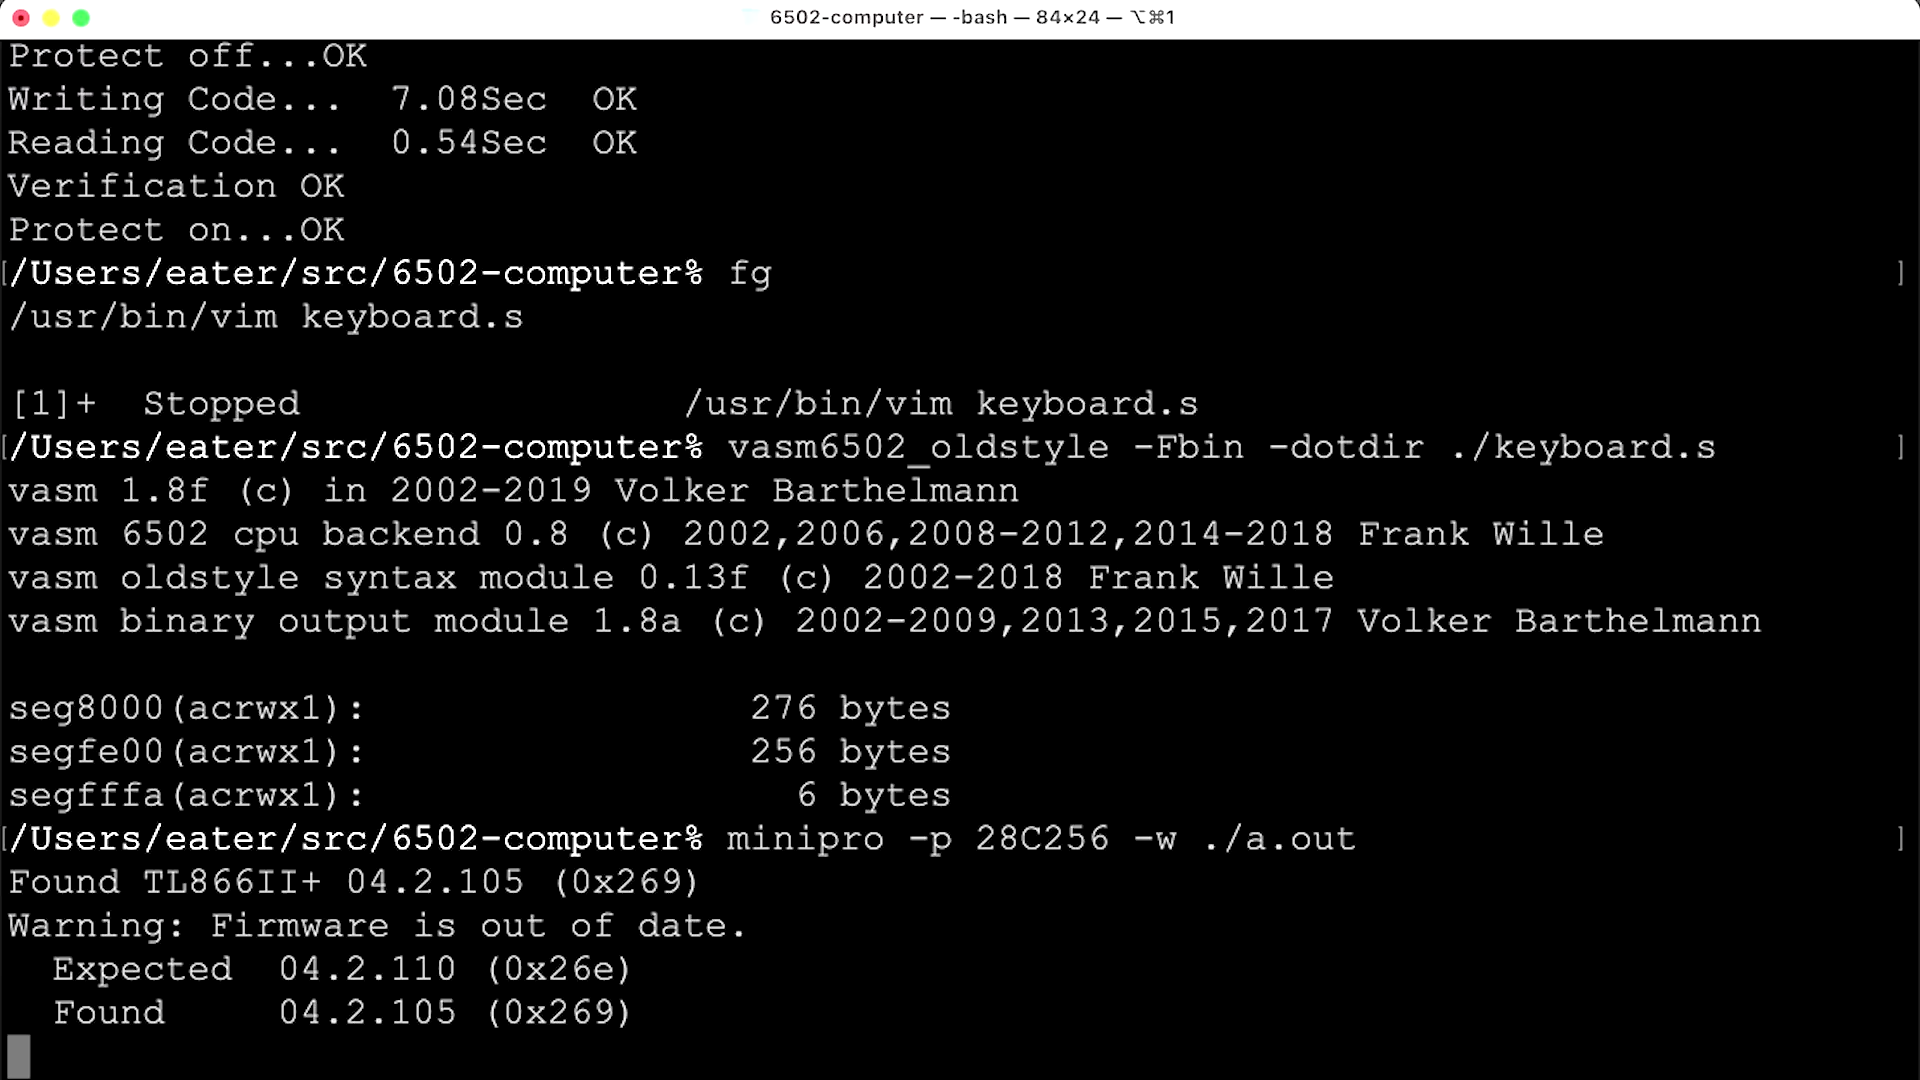 6502-computer — -bash — 84×24 — ⌥⌘1
Protect off...OK
Writing Code...  7.08Sec  OK
Reading Code...  0.54Sec  OK
Verification OK
Protect on...OK
[/Users/eater/src/6502-computer% fg ]
/usr/bin/vim keyboard.s
[1]+  Stopped                 /usr/bin/vim keyboard.s
[/Users/eater/src/6502-computer% vasm6502_oldstyle -Fbin -dotdir ./keyboard.s ]
vasm 1.8f (c) in 2002-2019 Volker Barthelmann
vasm 6502 cpu backend 0.8 (c) 2002,2006,2008-2012,2014-2018 Frank Wille
vasm oldstyle syntax module 0.13f (c) 2002-2018 Frank Wille
vasm binary output module 1.8a (c) 2002-2009,2013,2015,2017 Volker Barthelmann
seg8000(acrwx1):                 276 bytes
segfe00(acrwx1):                 256 bytes
segfffa(acrwx1):                   6 bytes
[/Users/eater/src/6502-computer% minipro -p 28C256 -w ./a.out ]
Found TL866II+ 04.2.105 (0x269)
Warning: Firmware is out of date.
  Expected  04.2.110 (0x26e)
  Found     04.2.105 (0x269)